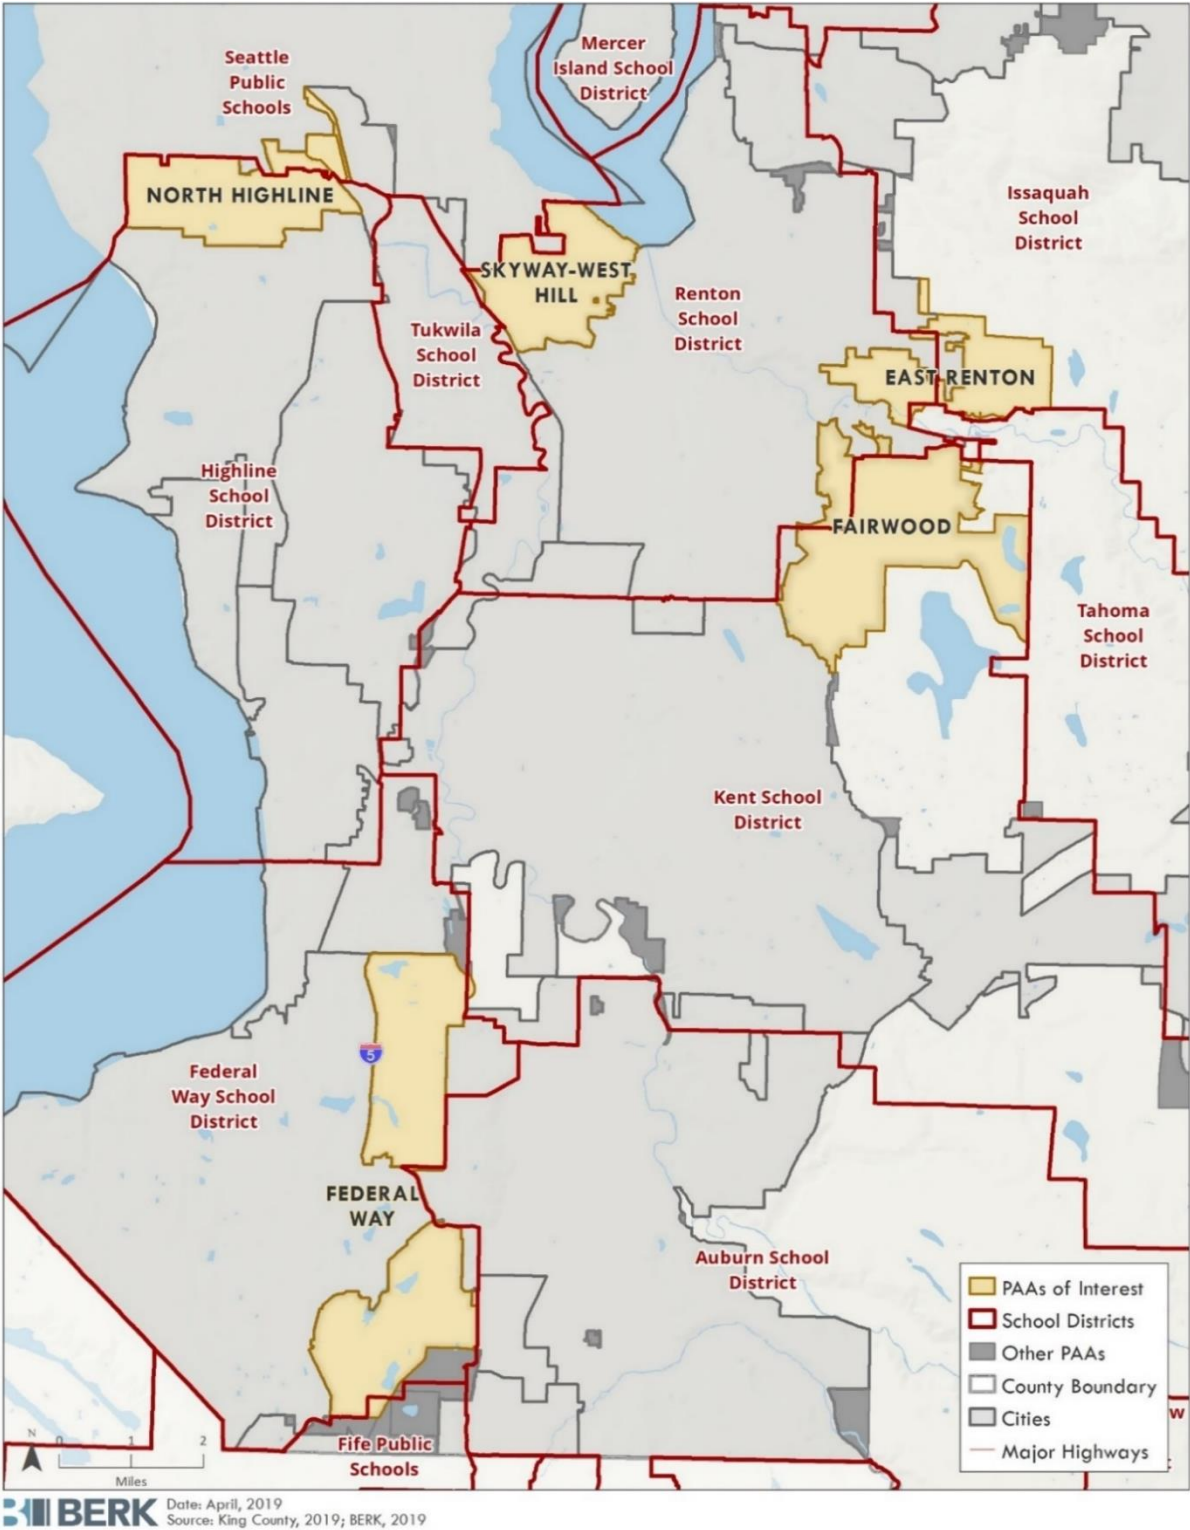 Mercer
Island School
District
Seattle
Public
Schools
NORTH HIGHLINE
Issaquah
School
District
SKYWAY-WEST
HILL
Renton
School
District
Tukwila
School
District
EAST RENTON
Highline
School
District
FAIRWOOD
Tahoma
School
District
Kent School
District
5
Federal
Way School
District
FEDERAL
WAY
Auburn School
District
PAAs of Interest
School Districts
Other PAAs
County Boundary
Cities
Major Highways
W
Fife Public
Schools
N
0 1 2
Miles
BERK
Date: April, 2019
Source: King County, 2019; BERK, 2019